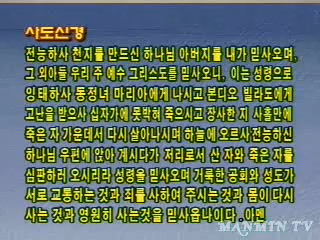 사도신경
전능하사 천지를 만드신 하나님 아버지를 내가 믿사오며,
그 외아들 우리 주 예수 그리스도를 믿사오니, 이는 성령으로
잉태하사 동정녀 마리아에게 나시고 본디오 빌라도에게
고난을 받으사 십자가에 못박혀 죽으시고 장사한 지 사흘만에
죽은 자 가운데서 다시 살아나시며 하늘에 오르사 전능하신
하나님 우편에 앉아 계시다가 저리로서 산 자와 죽은 자를
심판하러 오시리라 성령을 믿사오며 거룩한 공회와 성도가
서로 교통하는 것과 죄를 사하여 주시는 것과 몸이 다시
사는 것과 영원히 사는것을 믿사옵나이다 . 아멘
MANMIN TV